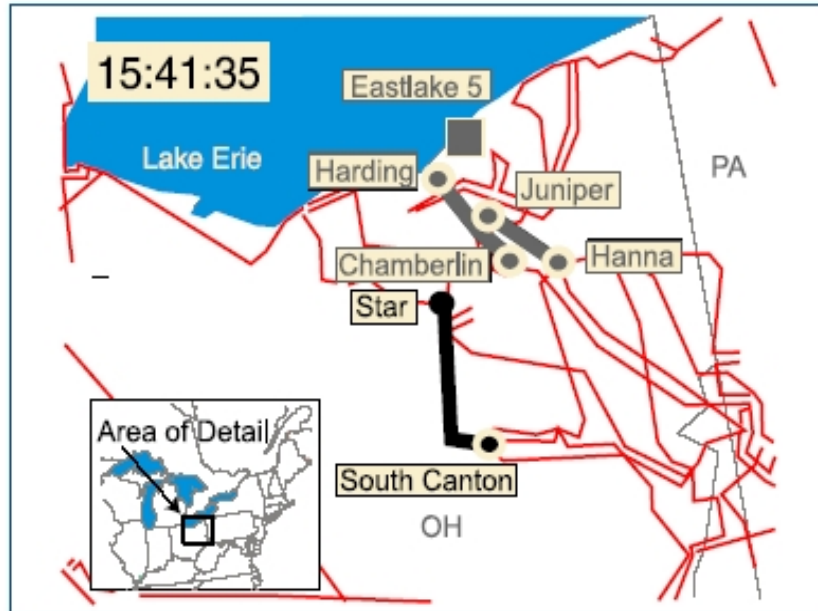 15:41:35
Eastlake 5
Lake Erie
Harding
PA
Juniper
Chamberlin
Hanna
Star
Area of Detail
South Canton
OH